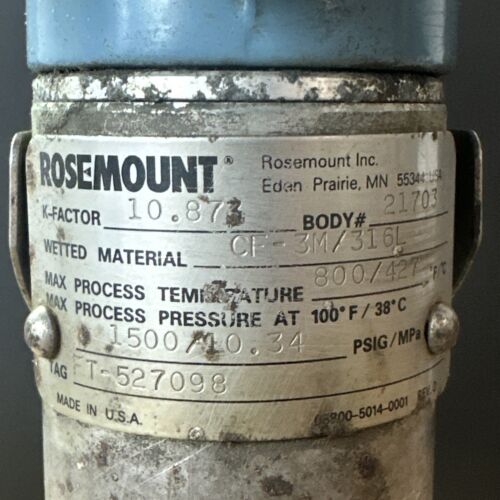 ROSEMOUNT®
Rosemount Inc.
Eden Prairie, MN 55344 USA
K-FACTOR 10.873 BODY# 21703
WETTED MATERIAL CF-3M/316L
MAX PROCESS TEMPERATURE 800/427 °F/°C
MAX PROCESS PRESSURE AT 100°F / 38°C
1500/10.34 PSIG/MPa
TAG FT-527098
MADE IN U.S.A. -5014-0001 REV.